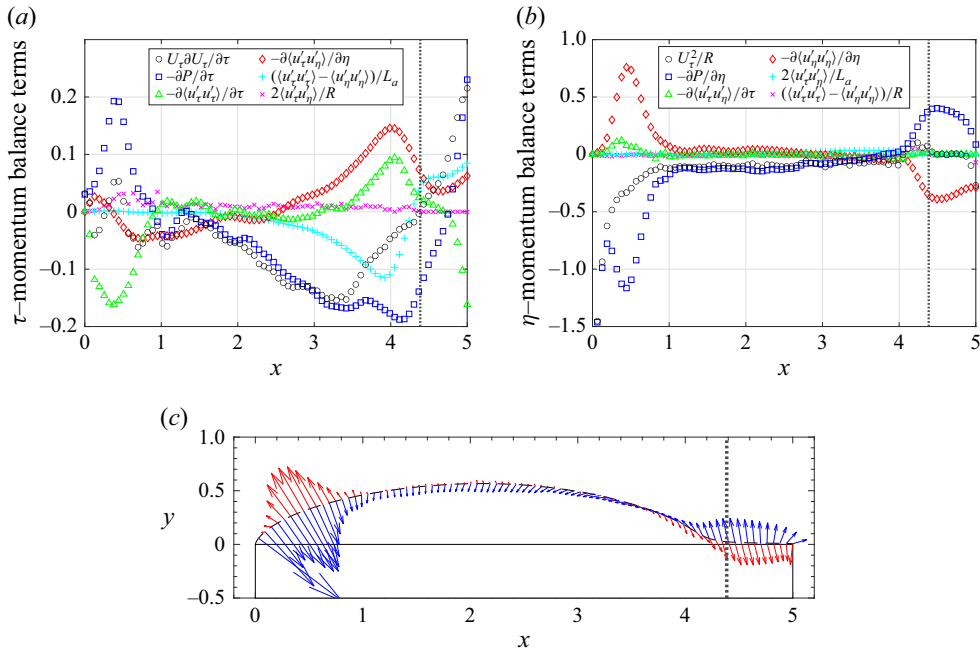 (a)
U_τ∂U_τ/∂τ −∂⟨u′_τu′_η⟩/∂η
−∂P/∂τ (⟨u′_τu′_τ⟩−⟨u′_ηu′_η⟩)/L_a
−∂⟨u′_τu′_τ⟩/∂τ 2⟨u′_τu′_η⟩/R
τ–momentum balance terms
0.2
0.1
0
−0.1
−0.2
0 1 2 3 4 5
x
(b)
U²_τ/R −∂⟨u′_ηu′_η⟩/∂η
−∂P/∂η 2⟨u′_τu′_η⟩/L_a
−∂⟨u′_τu′_η⟩/∂τ (⟨u′_τu′_τ⟩−⟨u′_ηu′_η⟩)/R
η–momentum balance terms
1.0
0.5
0
−0.5
−1.0
−1.5
0 1 2 3 4 5
x
(c)
1.0
0.5
y
0
−0.5
0 1 2 3 4 5
x